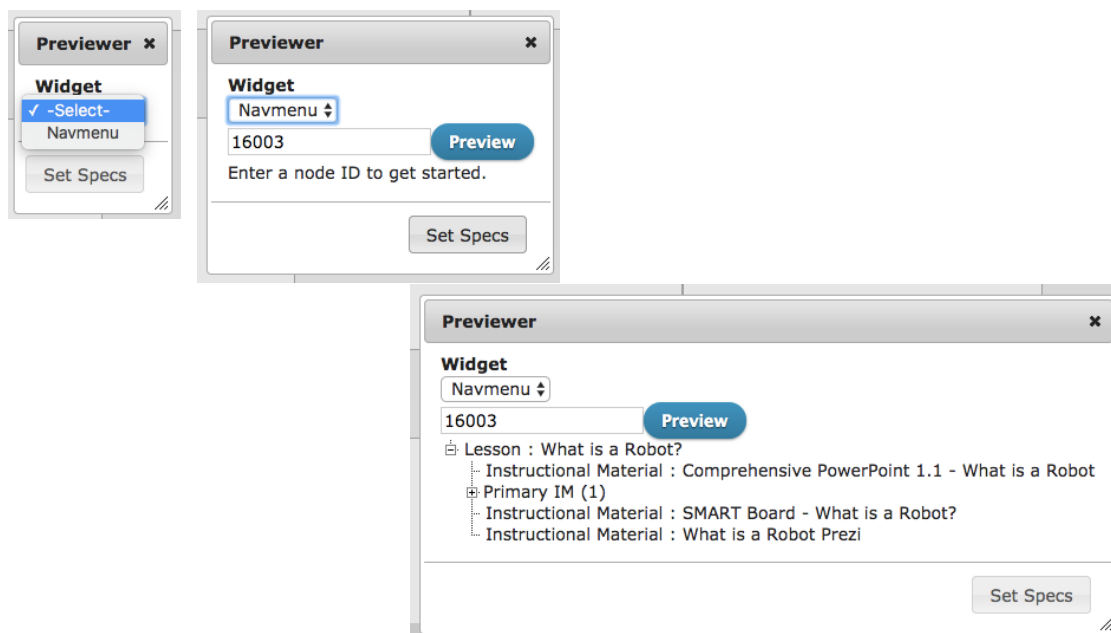 Previewer ×
Widget
✓ -Select-
Navmenu
Set Specs
Previewer ×
Widget
Navmenu
16003 Preview
Enter a node ID to get started.
Set Specs
Previewer ×
Widget
Navmenu
16003 Preview
Lesson : What is a Robot?
Instructional Material : Comprehensive PowerPoint 1.1 - What is a Robot
Primary IM (1)
Instructional Material : SMART Board - What is a Robot?
Instructional Material : What is a Robot Prezi
Set Specs